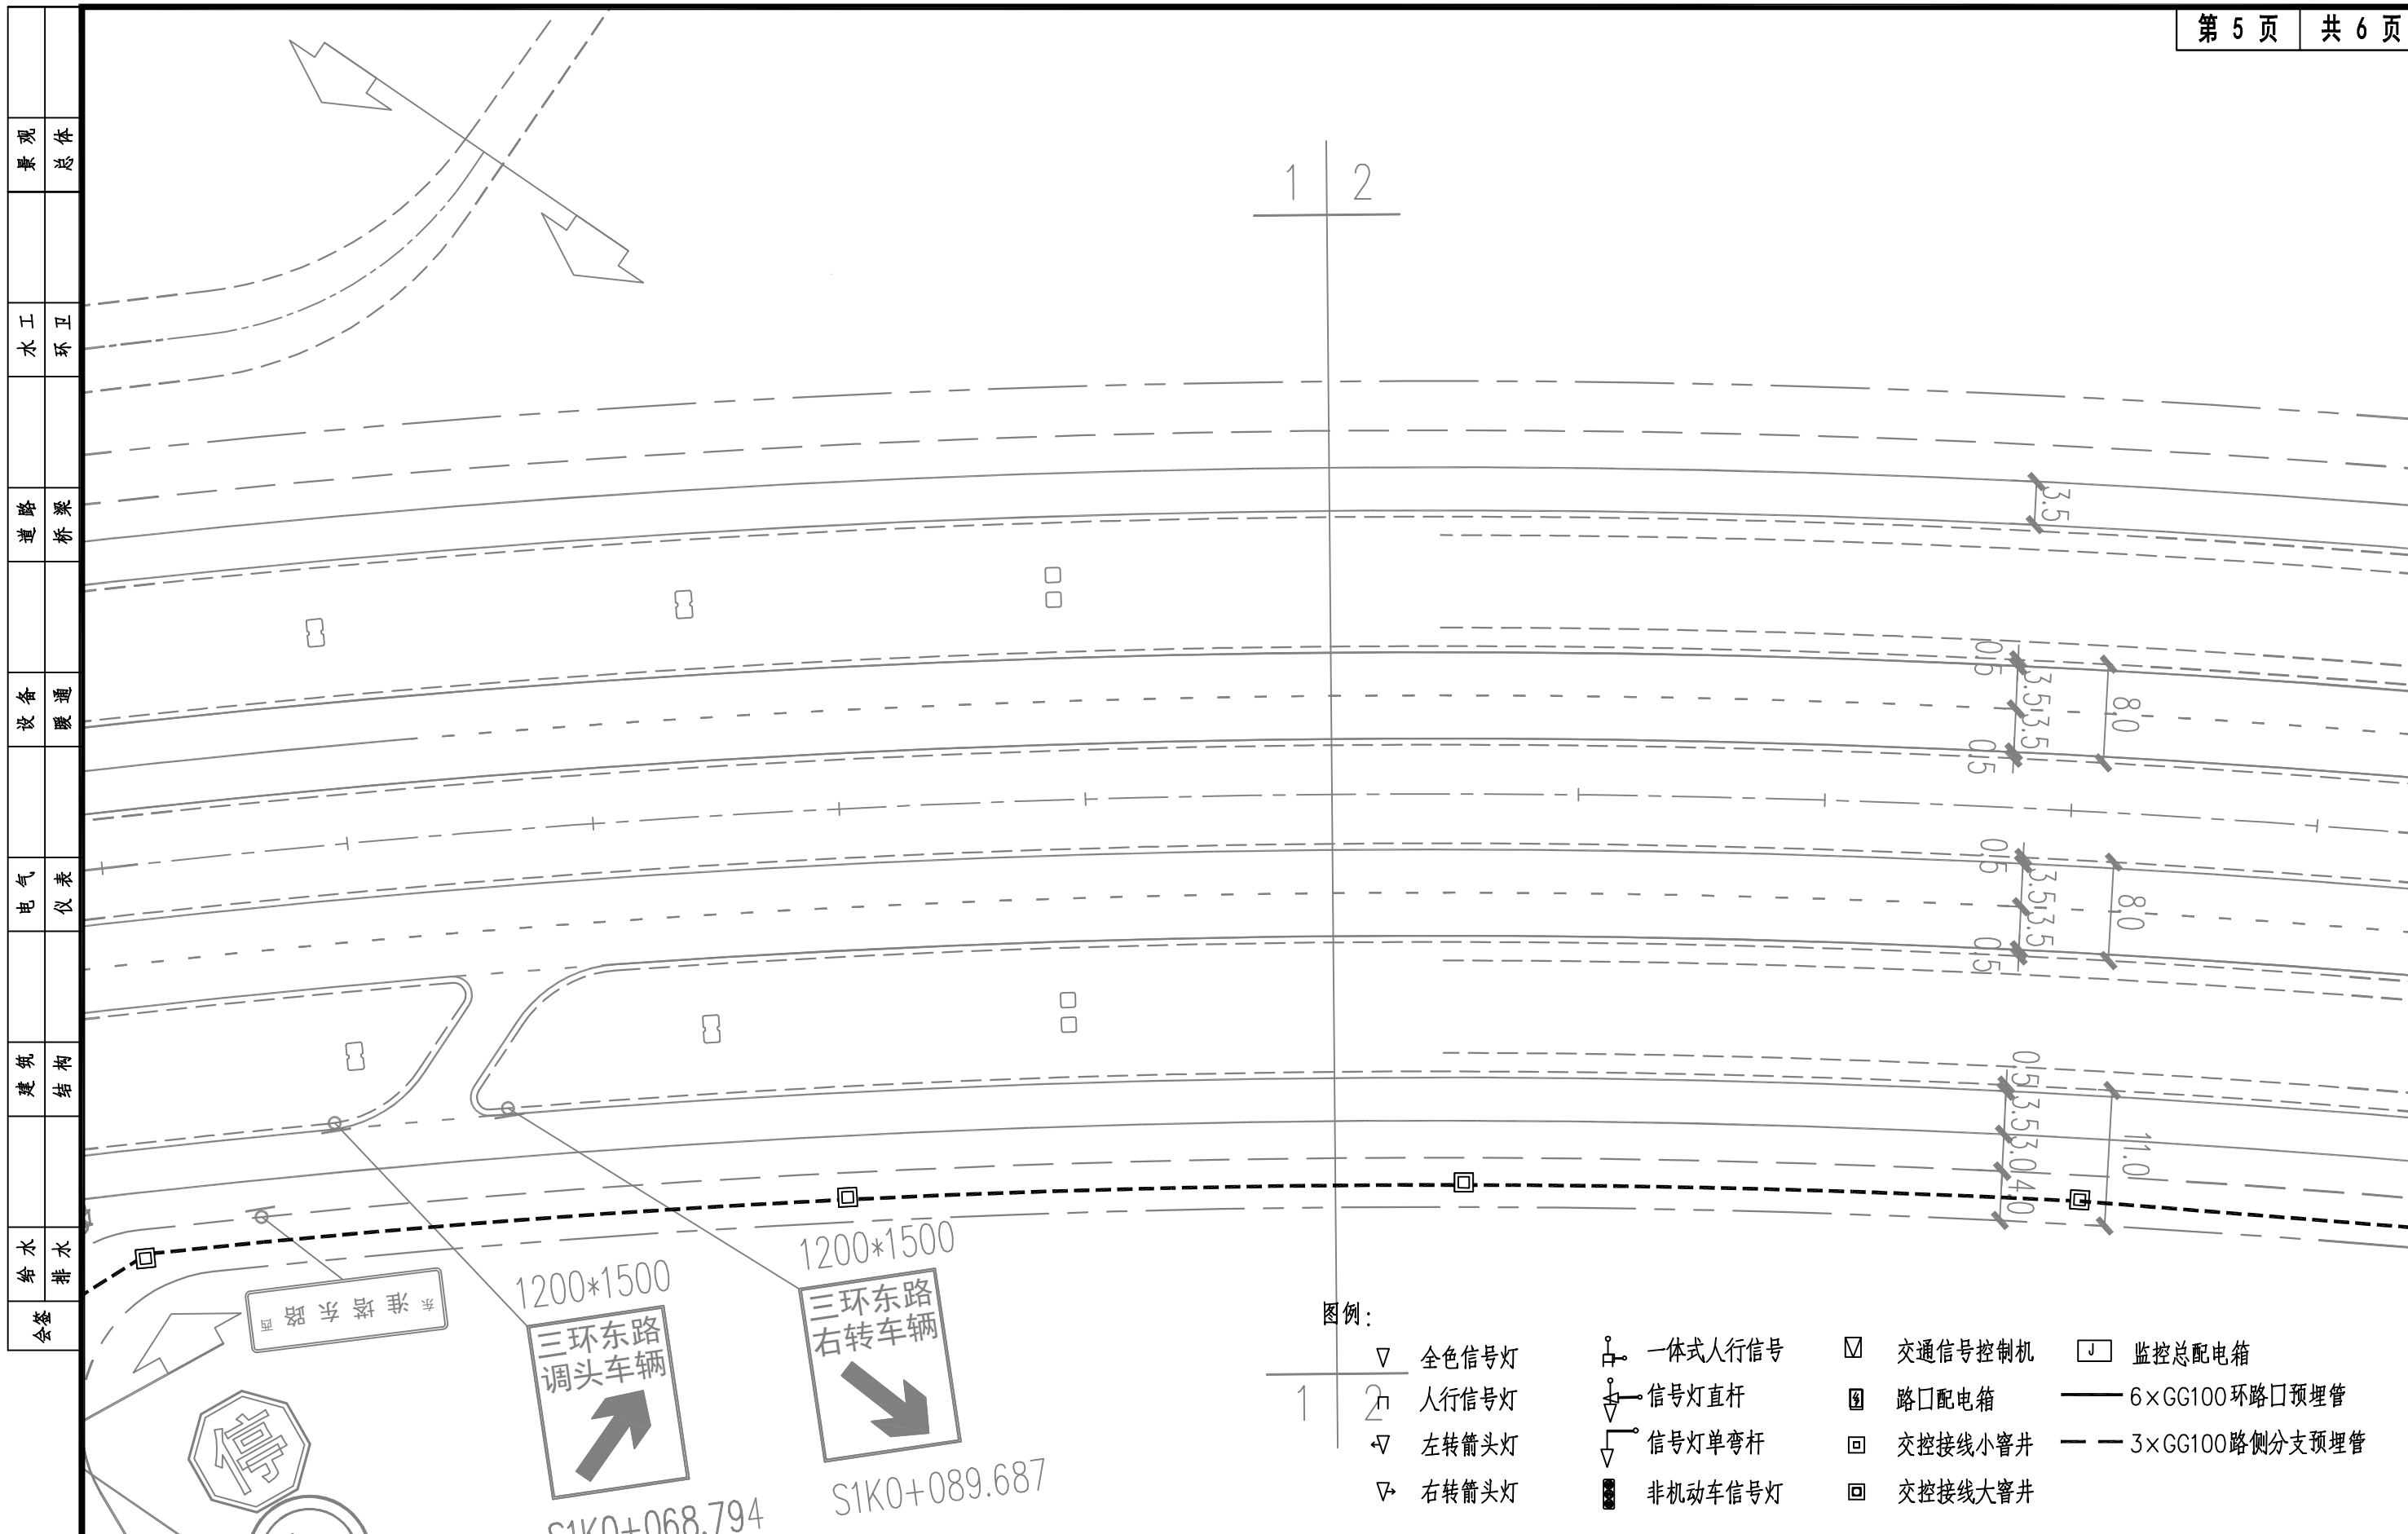 第 5 页 共 6 页
景 观
总 体
水 工
环 卫
道 路
桥 梁
设 备
暖 通
电 气
仪 表
建 筑
结 构
给 水
排 水
会签
1 2
3.5
0.5
3.5
3.5
0.5
8.0
0.5
3.5
3.5
0.5
8.0
0.5
3.5
3.0
4.0
11.0
西 淮塔东路 东
1200*1500
三环东路
调头车辆
S1K0+068.794
1200*1500
三环东路
右转车辆
S1K0+089.687
停
1 2
图例:
全色信号灯
人行信号灯
左转箭头灯
右转箭头灯
一体式人行信号
信号灯直杆
信号灯单弯杆
非机动车信号灯
交通信号控制机
路口配电箱
交控接线小窨井
交控接线大窨井
J 监控总配电箱
6×GG100环路口预埋管
3×GG100路侧分支预埋管